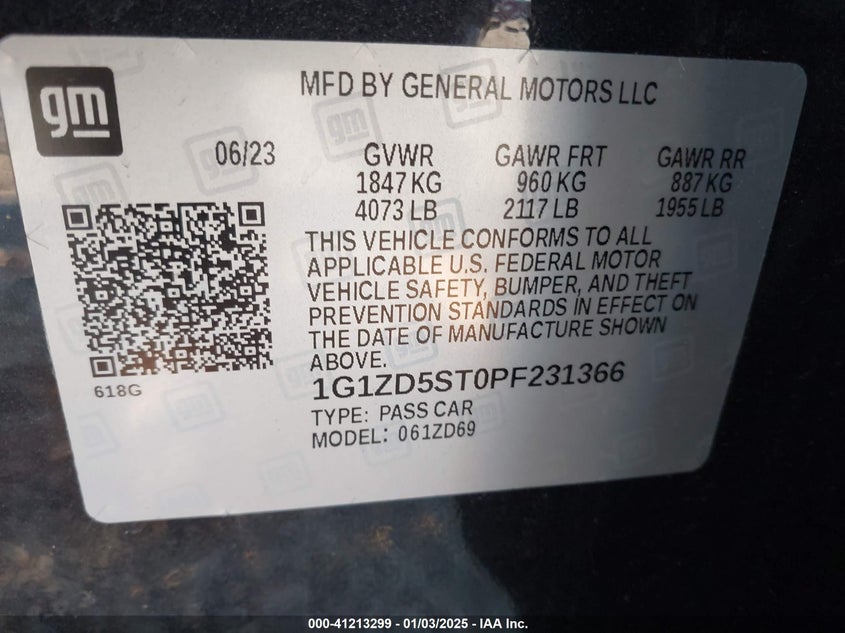 gm
MFD BY GENERAL MOTORS LLC
06/23 GVWR GAWR FRT GAWR RR
1847 KG 960 KG 887 KG
4073 LB 2117 LB 1955 LB
THIS VEHICLE CONFORMS TO ALL
APPLICABLE U.S. FEDERAL MOTOR
VEHICLE SAFETY, BUMPER, AND THEFT
PREVENTION STANDARDS IN EFFECT ON
THE DATE OF MANUFACTURE SHOWN
ABOVE.
618G
1G1ZD5ST0PF231366
TYPE: PASS CAR
MODEL: 061ZD69
000-41213299 - 01/03/2025 - IAA Inc.